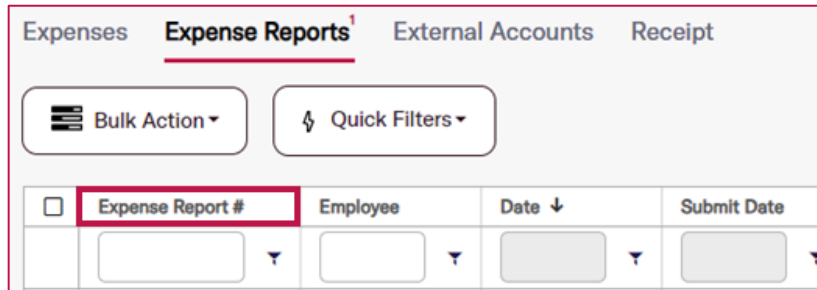 Expenses Expense Reports¹ External Accounts Receipt
Bulk Action Quick Filters
Expense Report # Employee Date ↓ Submit Date